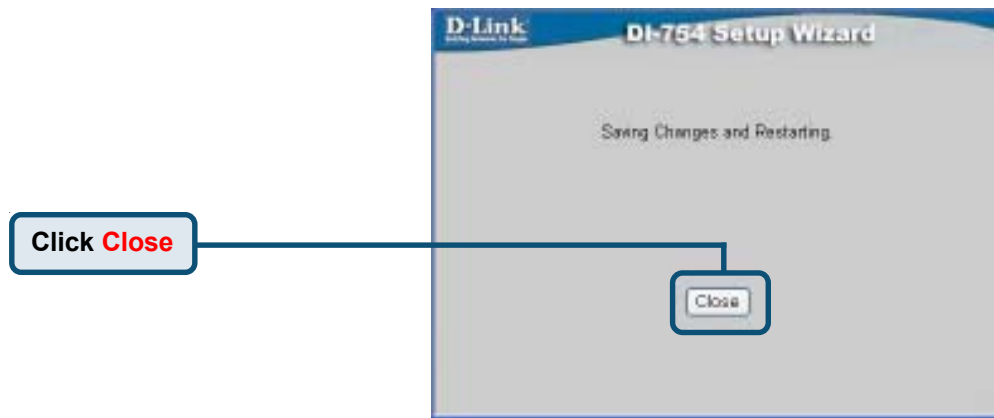 D-Link
DI-754 Setup Wizard
Saving Changes and Restarting.
Click Close
Close